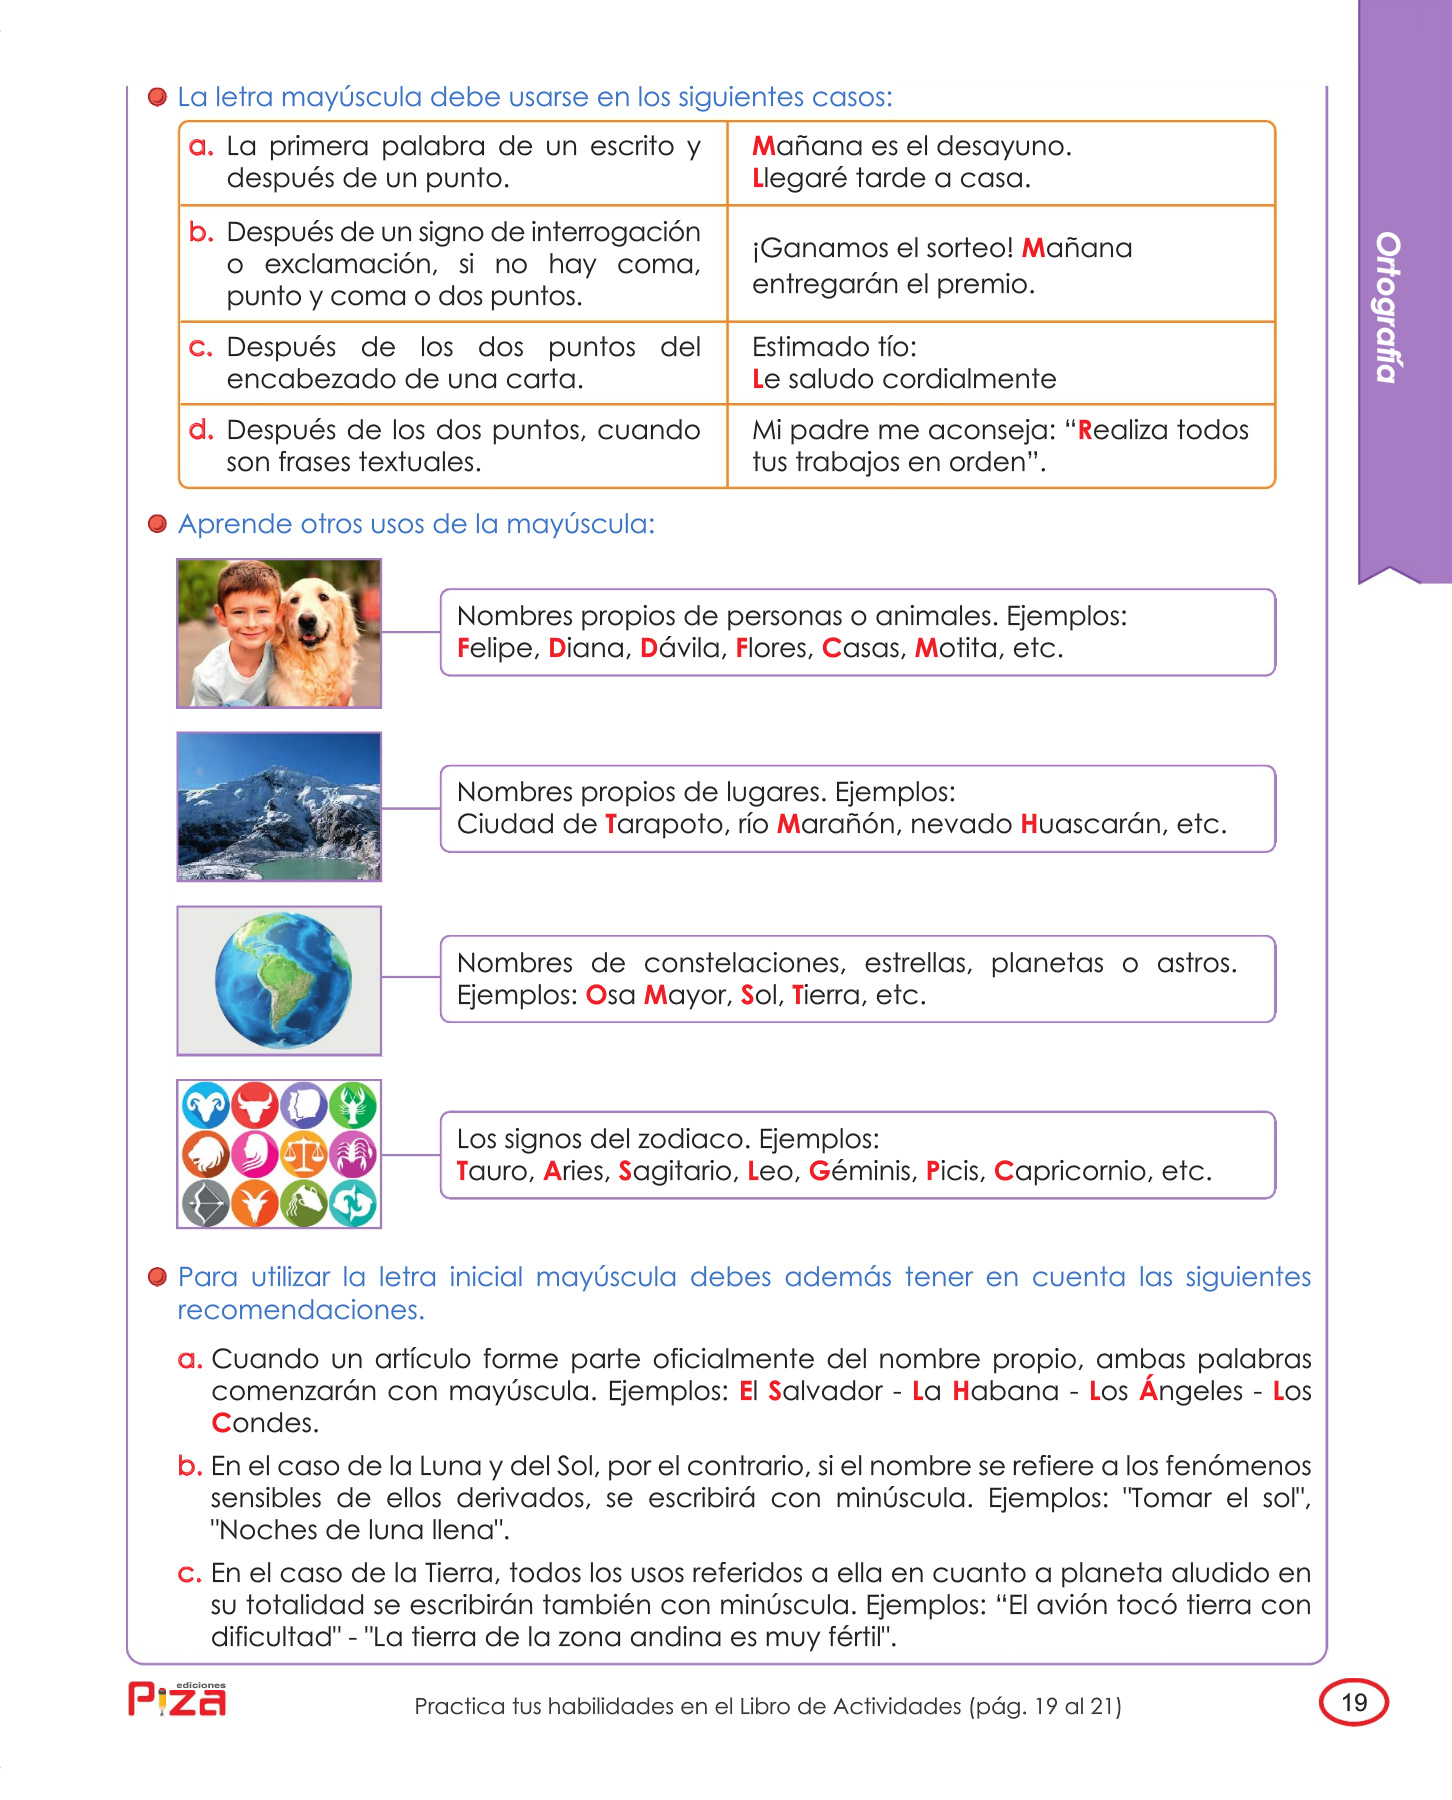 La letra mayúscula debe usarse en los siguientes casos:
a. La primera palabra de un escrito y
después de un punto.
Mañana es el desayuno.
Llegaré tarde a casa.
b. Después de un signo de interrogación
o exclamación, si no hay coma,
punto y coma o dos puntos.
¡Ganamos el sorteo! Mañana
entregarán el premio.
c. Después de los dos puntos del
encabezado de una carta.
Estimado tío:
Le saludo cordialmente
d. Después de los dos puntos, cuando
son frases textuales.
Mi padre me aconseja: “Realiza todos
tus trabajos en orden”.
Ortografía
Aprende otros usos de la mayúscula:
Nombres propios de personas o animales. Ejemplos:
Felipe, Diana, Dávila, Flores, Casas, Motita, etc.
Nombres propios de lugares. Ejemplos:
Ciudad de Tarapoto, río Marañón, nevado Huascarán, etc.
Nombres de constelaciones, estrellas, planetas o astros.
Ejemplos: Osa Mayor, Sol, Tierra, etc.
Los signos del zodiaco. Ejemplos:
Tauro, Aries, Sagitario, Leo, Géminis, Picis, Capricornio, etc.
Para utilizar la letra inicial mayúscula debes además tener en cuenta las siguientes
recomendaciones.
a. Cuando un artículo forme parte oficialmente del nombre propio, ambas palabras
comenzarán con mayúscula. Ejemplos: El Salvador - La Habana - Los Ángeles - Los
Condes.
b. En el caso de la Luna y del Sol, por el contrario, si el nombre se refiere a los fenómenos
sensibles de ellos derivados, se escribirá con minúscula. Ejemplos: "Tomar el sol",
"Noches de luna llena".
c. En el caso de la Tierra, todos los usos referidos a ella en cuanto a planeta aludido en
su totalidad se escribirán también con minúscula. Ejemplos: “El avión tocó tierra con
dificultad" - "La tierra de la zona andina es muy fértil".
ediciones
Piza
Practica tus habilidades en el Libro de Actividades (pág. 19 al 21)
19